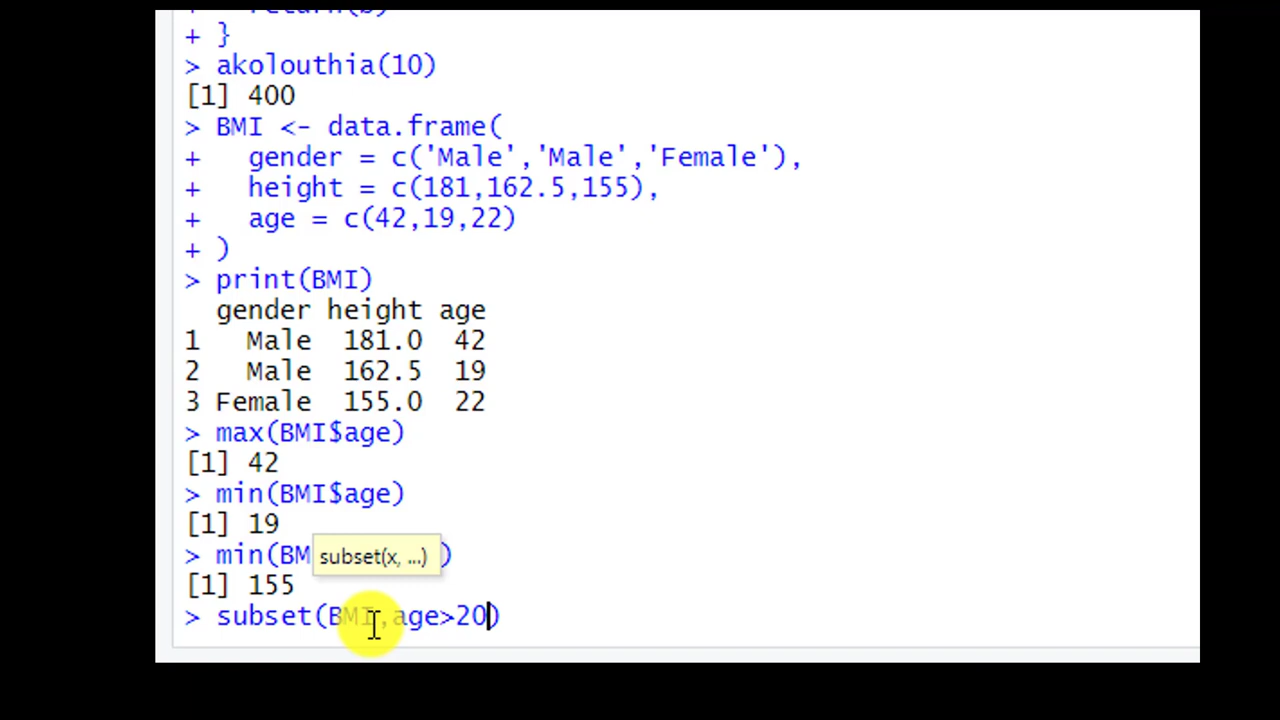 + }
> akolouthia(10)
[1] 400
> BMI <- data.frame(
+   gender = c('Male','Male','Female'),
+   height = c(181,162.5,155),
+   age = c(42,19,22)
+ )
> print(BMI)
  gender height age
1   Male  181.0  42
2   Male  162.5  19
3 Female  155.0  22
> max(BMI$age)
[1] 42
> min(BMI$age)
[1] 19
> min(BM )
subset(x, ...)
[1] 155
> subset(BMI,age>20)